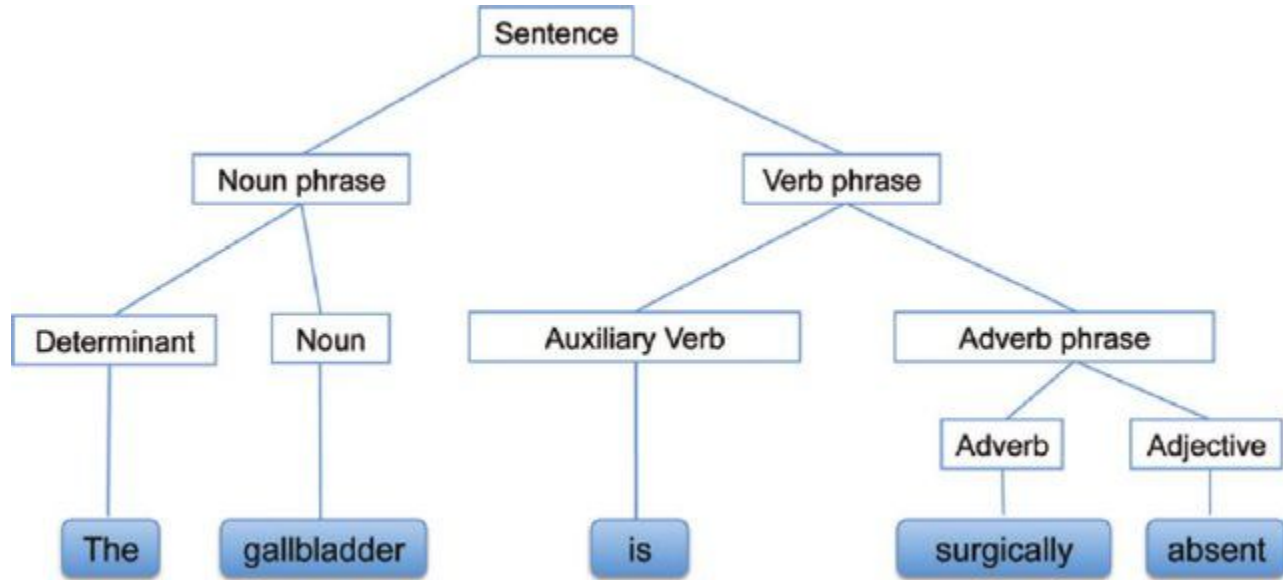 Sentence
Noun phrase
Verb phrase
Determinant
Noun
Auxiliary Verb
Adverb phrase
Adverb
Adjective
The
gallbladder
is
surgically
absent